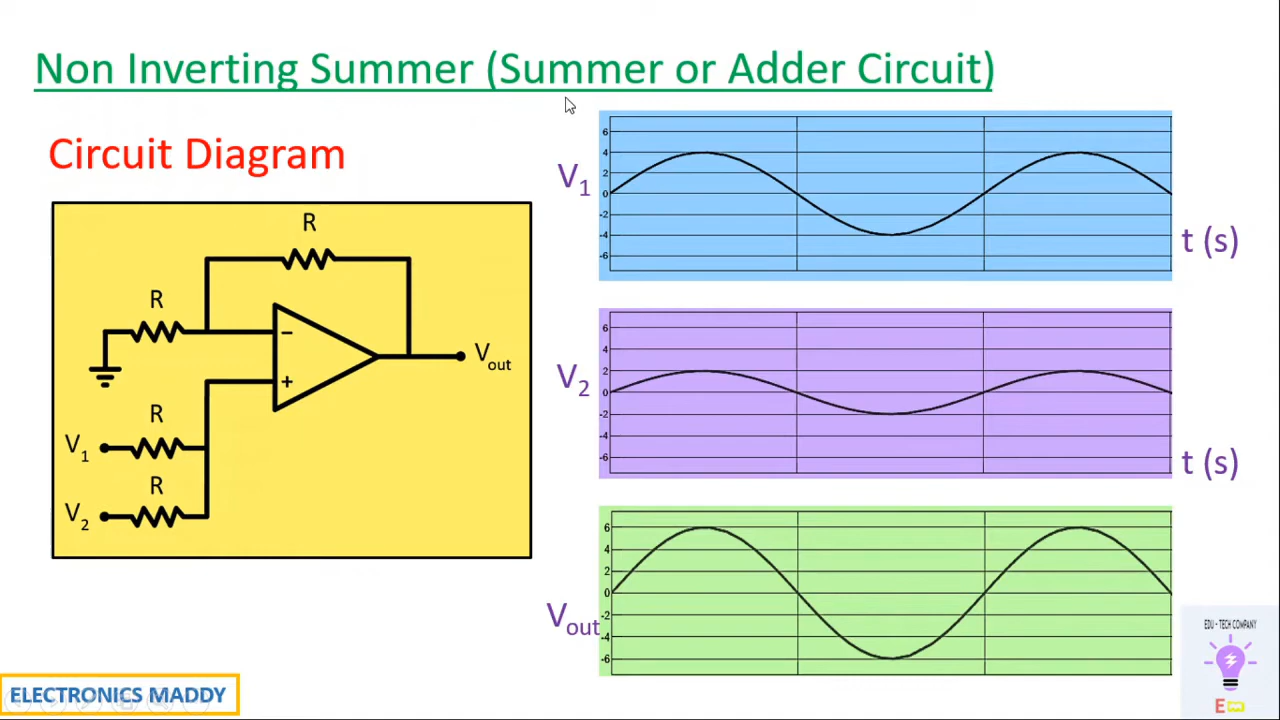 Non Inverting Summer (Summer or Adder Circuit)
Circuit Diagram
R
R
−
+
Vout
R
V1
R
V2
V1
6
4
2
0
-2
-4
-6
t (s)
V2
6
4
2
0
-2
-4
-6
t (s)
Vout
6
4
2
0
-2
-4
-6
ELECTRONICS MADDY
EDU - TECH COMPANY
E